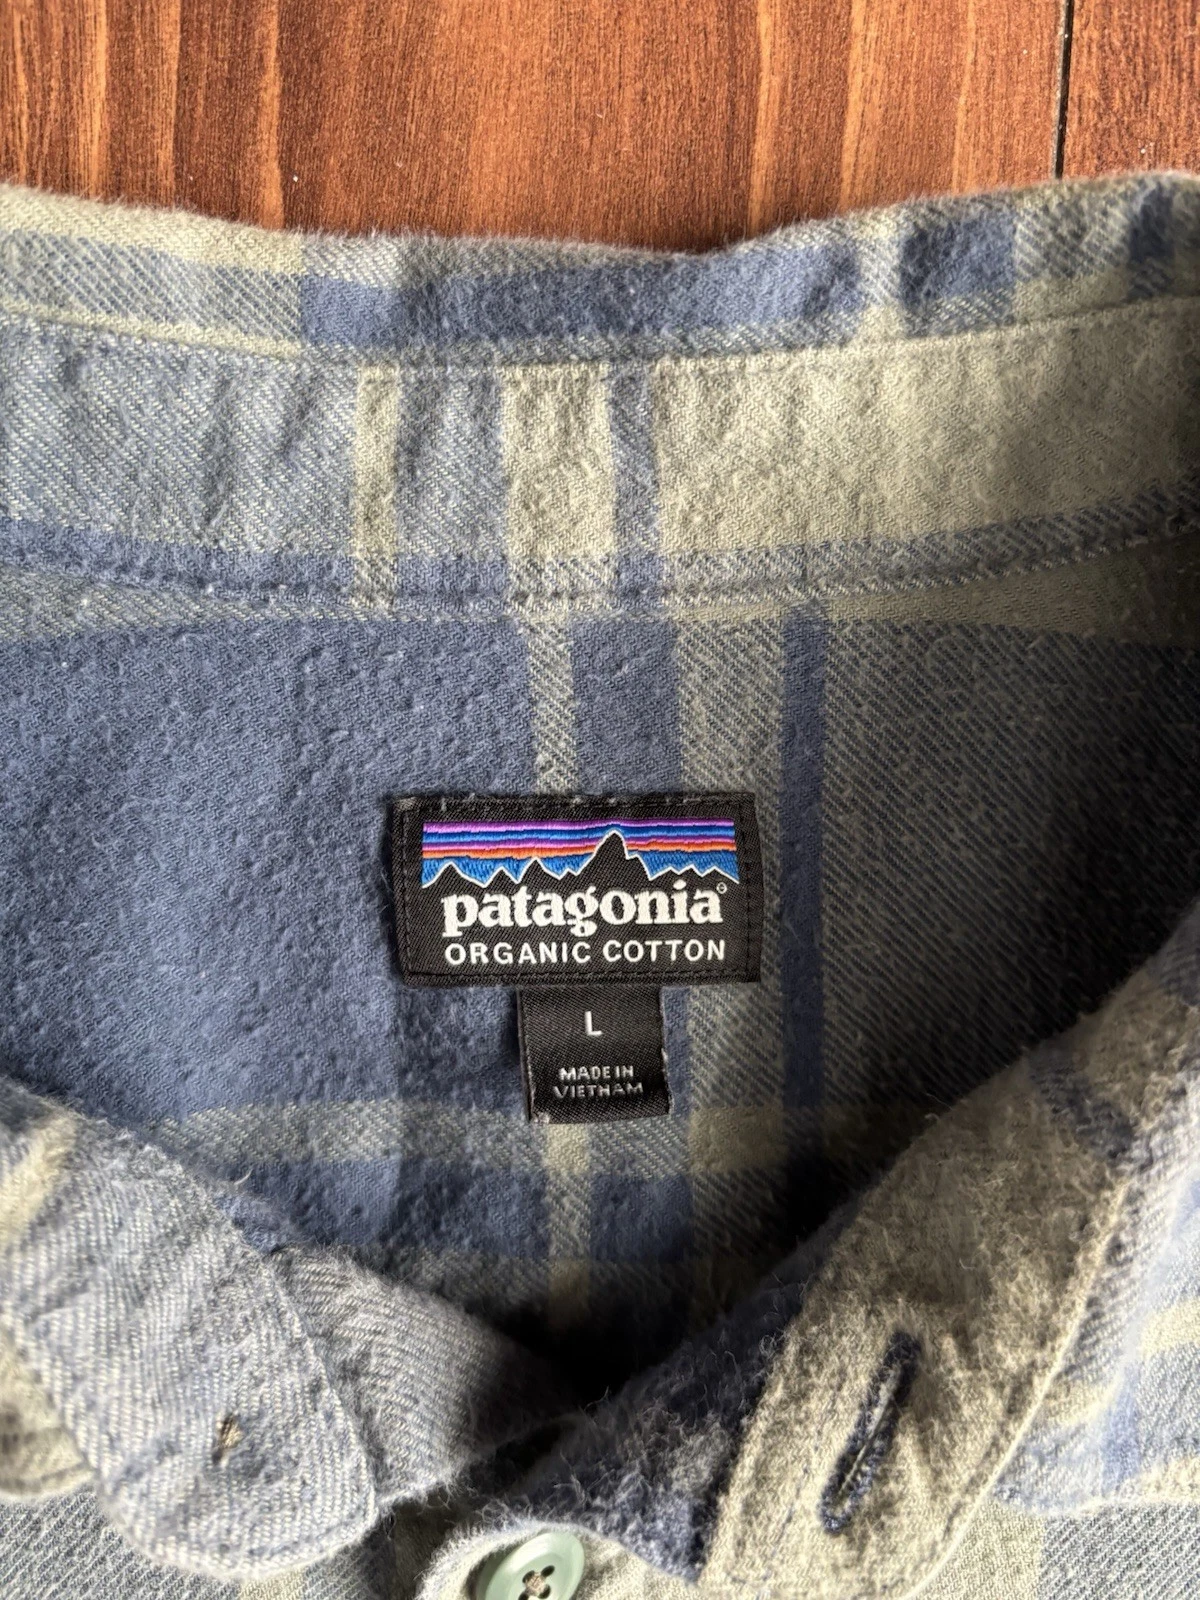 patagonia®
ORGANIC COTTON
L
MADE IN
VIETNAM